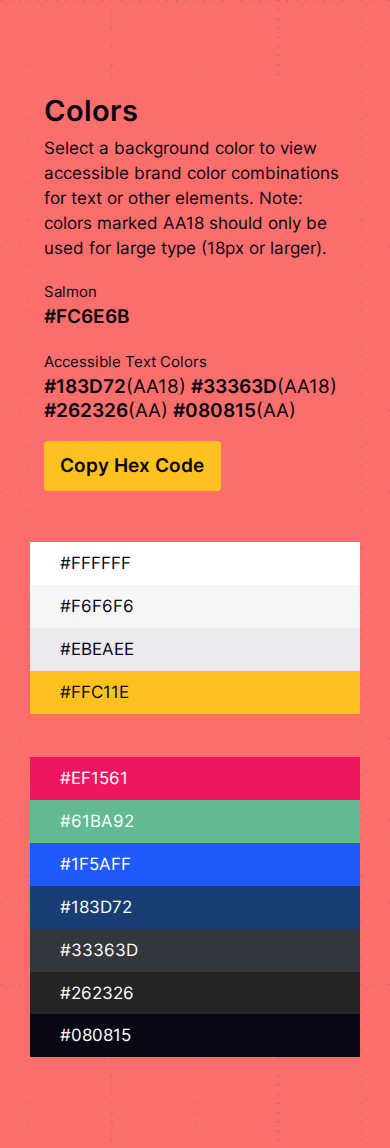 Colors
Select a background color to view
accessible brand color combinations
for text or other elements. Note:
colors marked AA18 should only be
used for large type (18px or larger).
Salmon
#FC6E6B
Accessible Text Colors
#183D72(AA18) #33363D(AA18)
#262326(AA) #080815(AA)
Copy Hex Code
#FFFFFF
#F6F6F6
#EBEAEE
#FFC11E
#EF1561
#61BA92
#1F5AFF
#183D72
#33363D
#262326
#080815